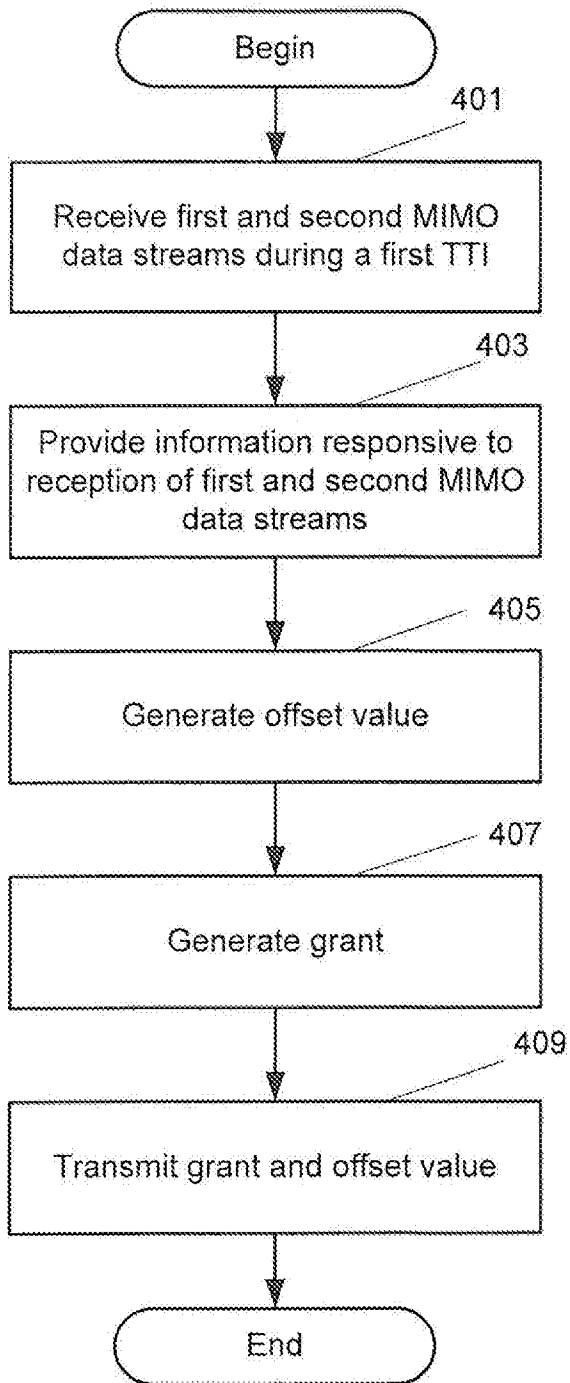 Begin
401
Receive first and second MIMO
data streams during a first TTI
403
Provide information responsive to
reception of first and second MIMO
data streams
405
Generate offset value
407
Generate grant
409
Transmit grant and offset value
End